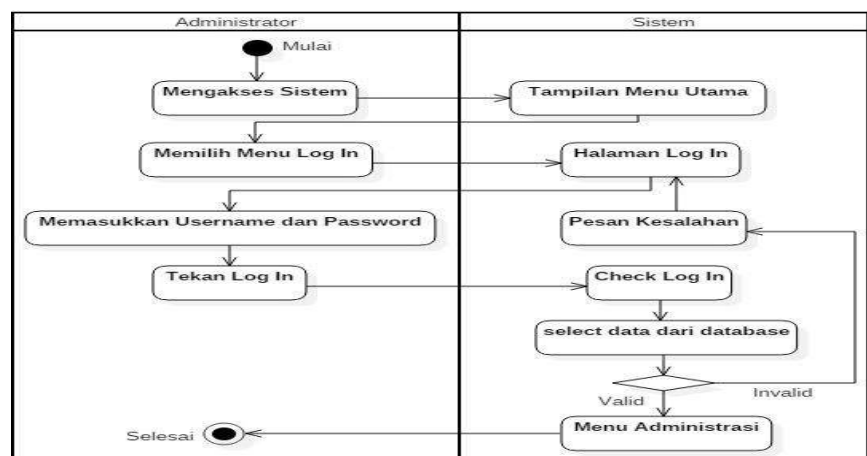 Administrator
Sistem
Mulai
Mengakses Sistem
Tampilan Menu Utama
Memilih Menu Log In
Halaman Log In
Memasukkan Username dan Password
Pesan Kesalahan
Tekan Log In
Check Log In
select data dari database
Valid
Invalid
Menu Administrasi
Selesai